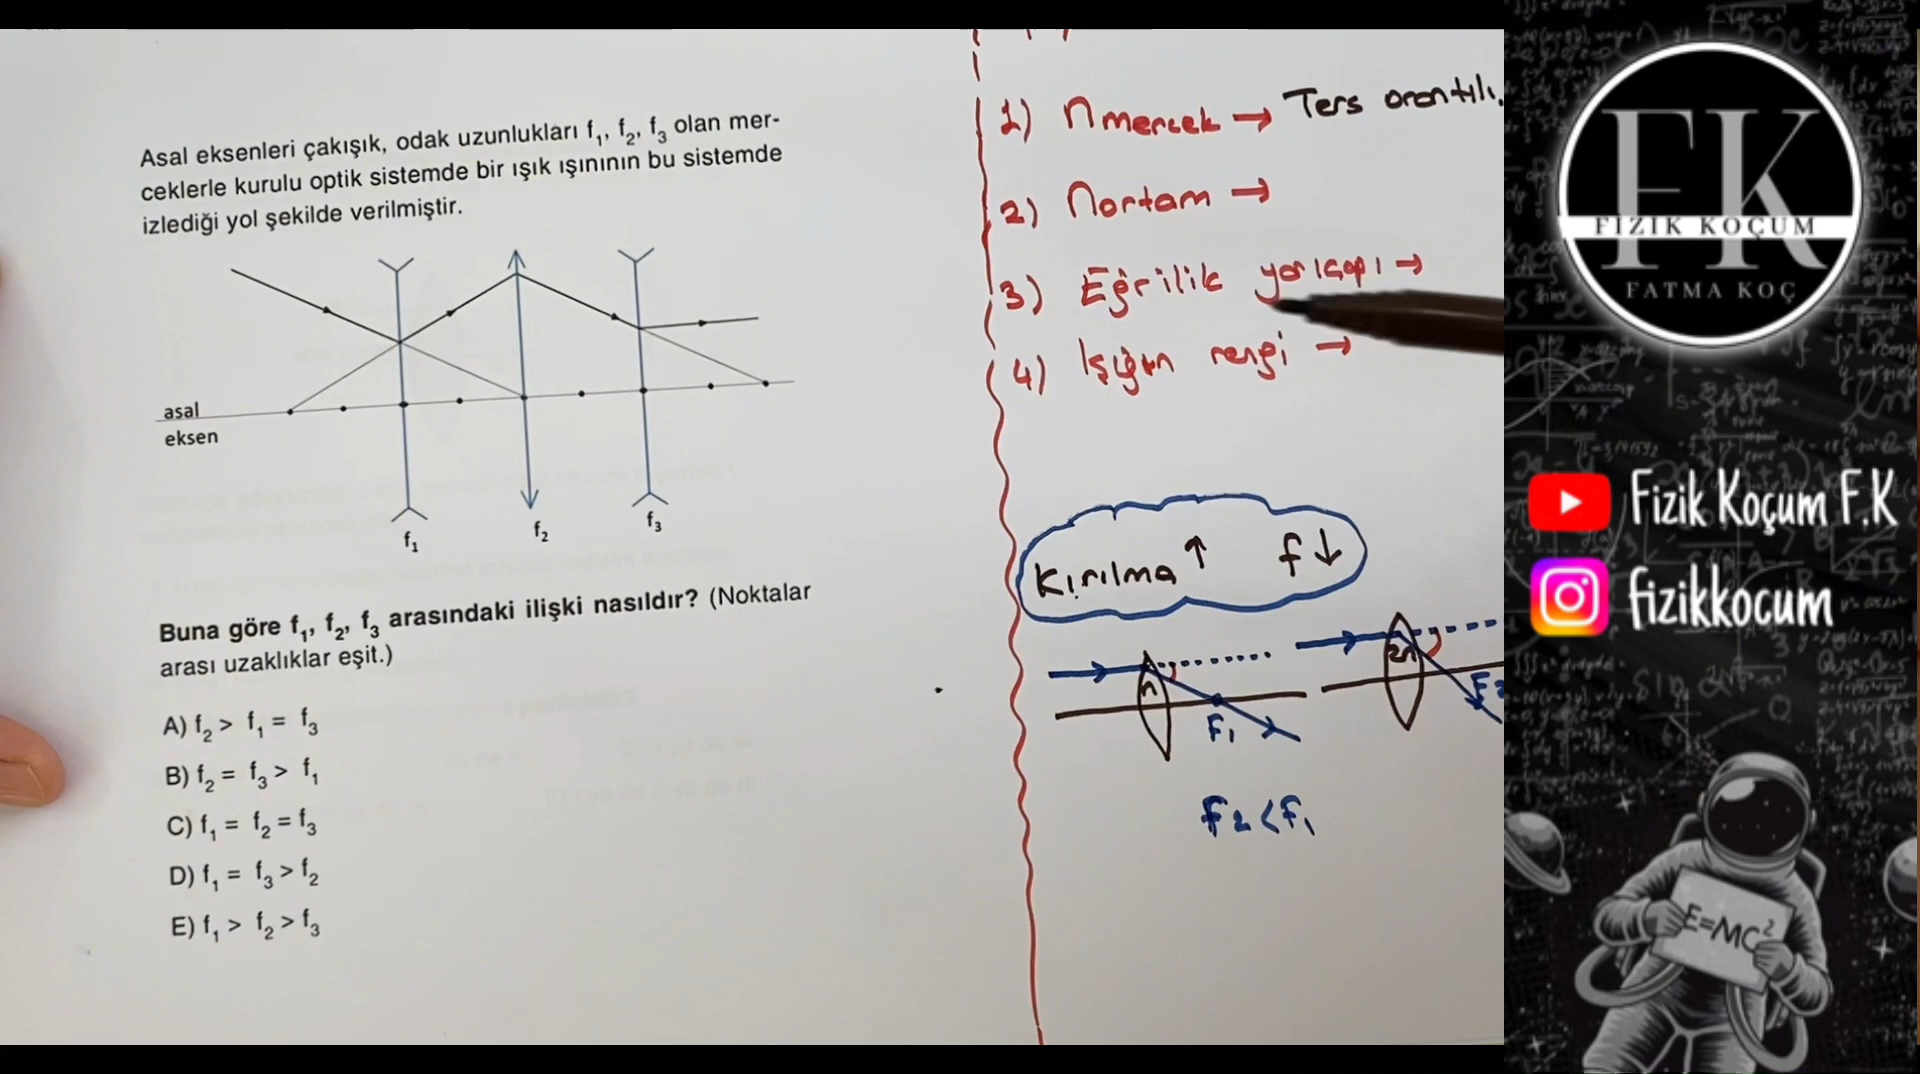 Asal eksenleri çakışık, odak uzunlukları f₁, f₂, f₃ olan mer-
ceklerle kurulu optik sistemde bir ışık ışınının bu sistemde
izlediği yol şekilde verilmiştir.
asal
eksen
f₁
f₂
f₃
Buna göre f₁, f₂, f₃ arasındaki ilişki nasıldır? (Noktalar
arası uzaklıklar eşit.)
A) f₂ > f₁ = f₃
B) f₂ = f₃ > f₁
C) f₁ = f₂ = f₃
D) f₁ = f₃ > f₂
E) f₁ > f₂ > f₃
1) nmercek → Ters orantılı.
2) nortam →
3) Eğrilik yarıçapı →
4) Işığın rengi →
Kırılma ↑ f ↓
n
F₁
2n
F₂
f₂ < f₁
FK
FİZİK KOÇUM
FATMA KOÇ
Fizik Koçum F.K
fizikkocum
E=MC²